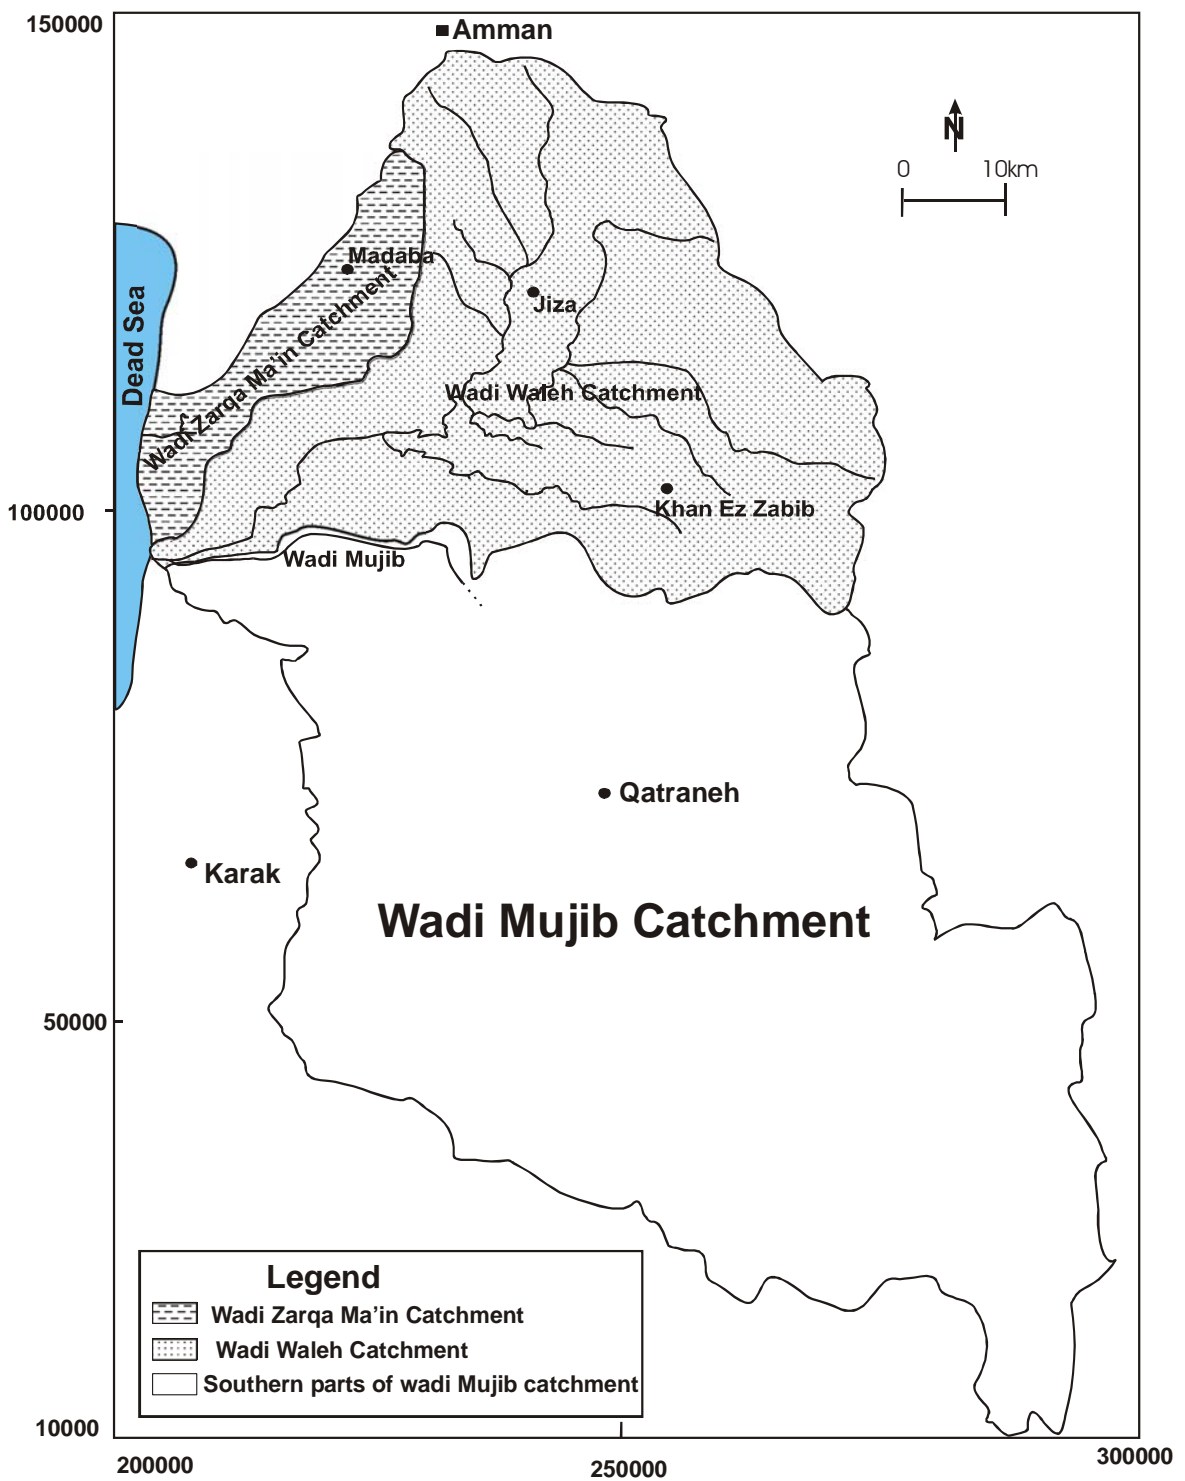 150000
Amman
N
0 10km
Madaba
Jiza
Dead Sea
Wadi Zarqa Ma'in Catchment
Wadi Waleh Catchment
100000
Khan Ez Zabib
Wadi Mujib
Qatraneh
Karak
Wadi Mujib Catchment
50000
Legend
Wadi Zarqa Ma'in Catchment
Wadi Waleh Catchment
Southern parts of wadi Mujib catchment
10000
200000
250000
300000